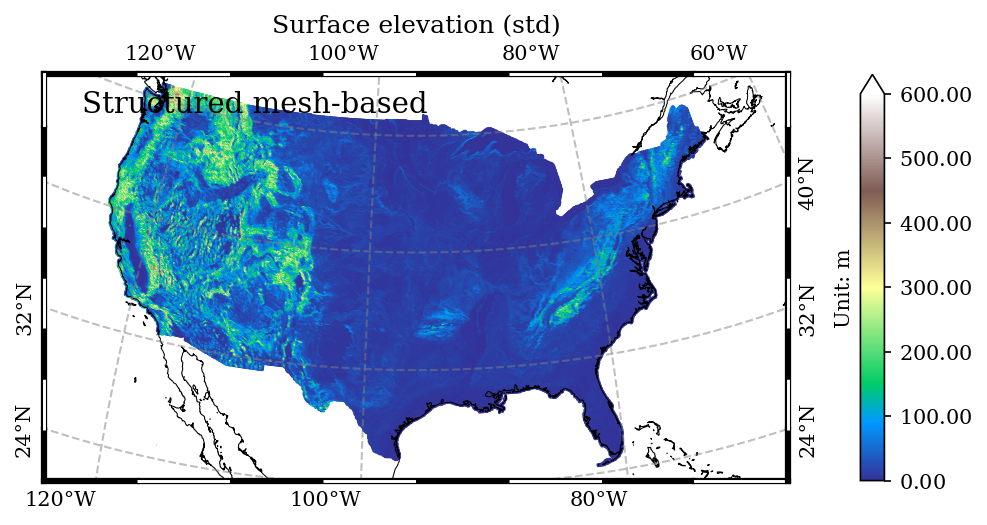 Surface elevation (std)
120°W 100°W 80°W 60°W
Structured mesh-based
600.00
500.00
400.00
300.00
200.00
100.00
0.00
Unit: m
32°N
24°N
40°N
32°N
24°N
120°W 100°W 80°W